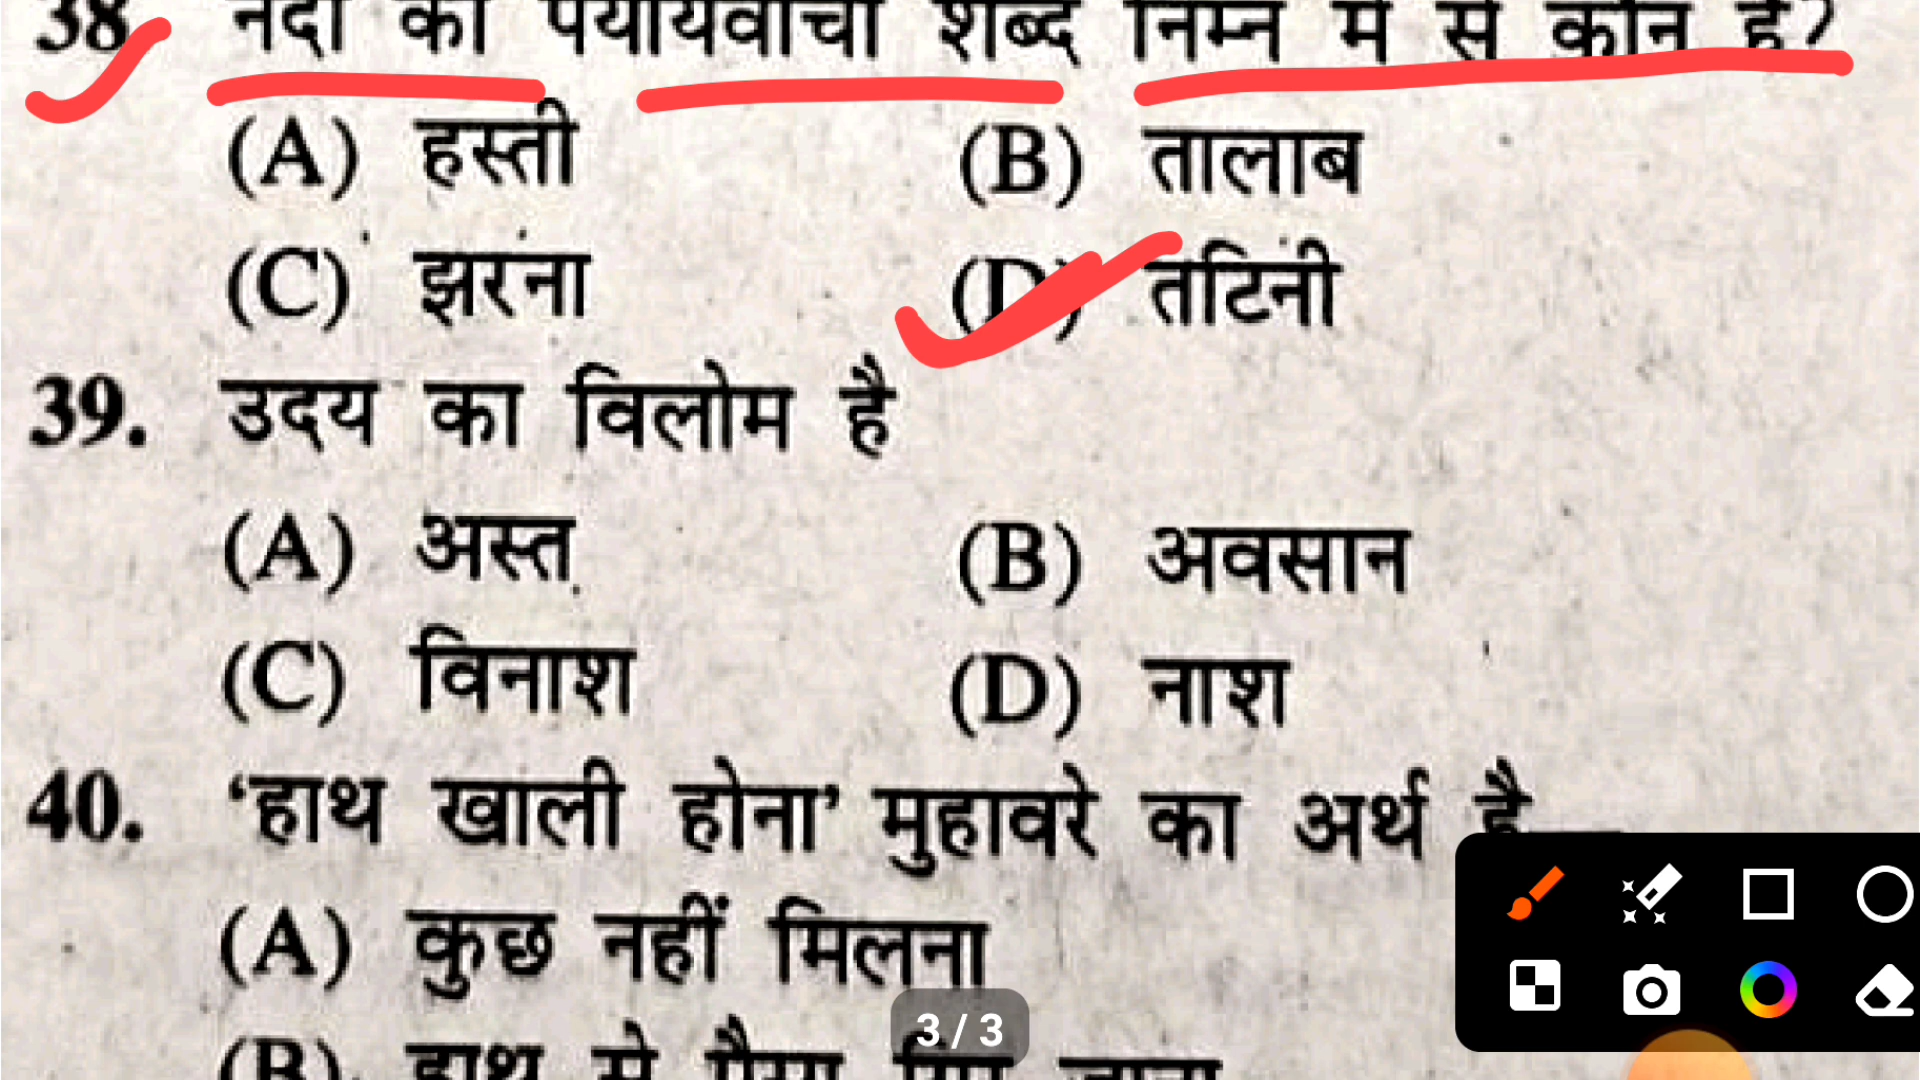 38. नदी का पर्यायवाची शब्द निम्न में से कौन है?
(A) हस्ती (B) तालाब
(C) झरना (D) तटिनी
39. उदय का विलोम है
(A) अस्त (B) अवसान
(C) विनाश (D) नाश
40. ‘हाथ खाली होना’ मुहावरे का अर्थ है—
(A) कुछ नहीं मिलना
3/3
(B) हाथ से पैसा